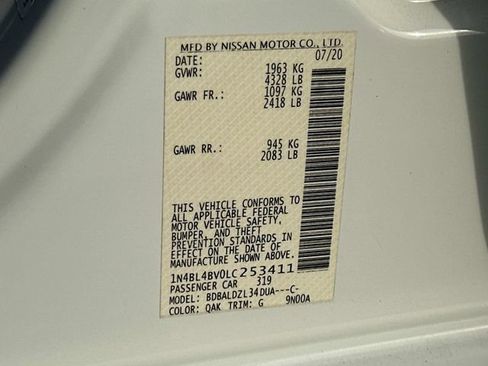 MFD BY NISSAN MOTOR CO., LTD.
DATE: 07/20
GVWR: 1963 KG
4328 LB
GAWR FR.: 1097 KG
2418 LB
GAWR RR.: 945 KG
2083 LB
THIS VEHICLE CONFORMS TO
ALL APPLICABLE FEDERAL
MOTOR VEHICLE SAFETY,
BUMPER, AND THEFT
PREVENTION STANDARDS IN
EFFECT ON THE DATE OF
MANUFACTURE SHOWN ABOVE.
1N4BL4BV0LC253411
PASSENGER CAR 319
MODEL: BDBALDZL34DUA---C-
COLOR: QAK TRIM: G 9N00A